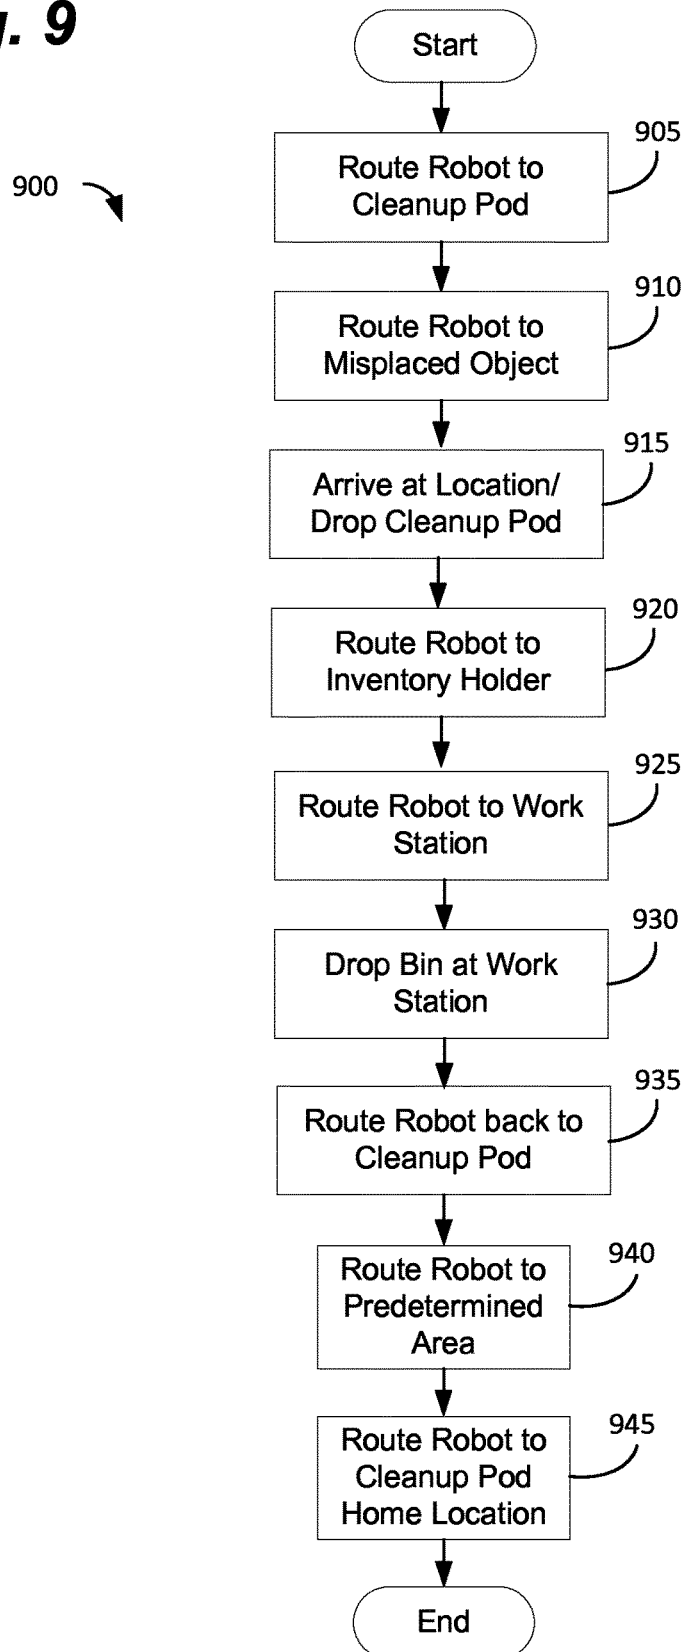 g. 9
Start
905
Route Robot to
Cleanup Pod
900
910
Route Robot to
Misplaced Object
915
Arrive at Location/
Drop Cleanup Pod
920
Route Robot to
Inventory Holder
925
Route Robot to Work
Station
930
Drop Bin at Work
Station
935
Route Robot back to
Cleanup Pod
940
Route Robot to
Predetermined
Area
945
Route Robot to
Cleanup Pod
Home Location
End